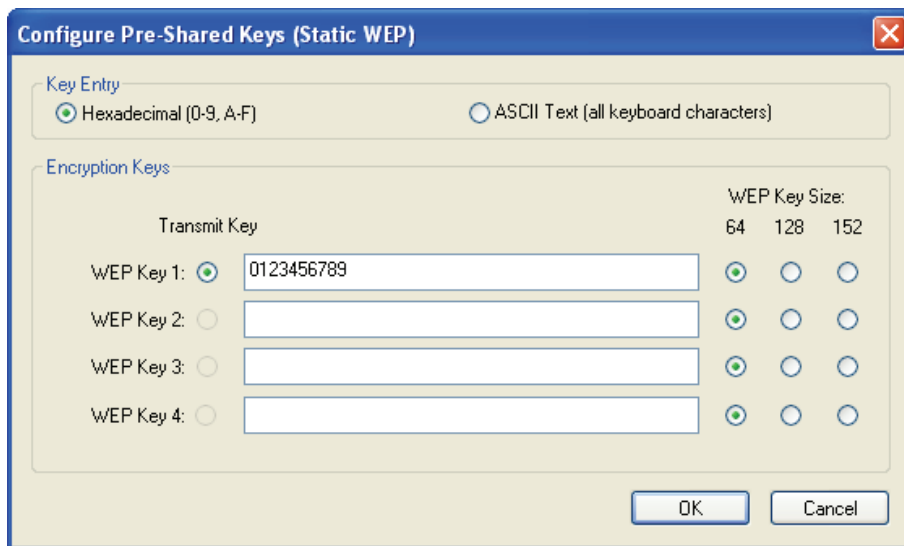 Configure Pre-Shared Keys (Static WEP)
Key Entry
Hexadecimal (0-9, A-F) ASCII Text (all keyboard characters)
Encryption Keys
WEP Key Size:
Transmit Key 64 128 152
WEP Key 1: 0123456789
WEP Key 2:
WEP Key 3:
WEP Key 4:
OK Cancel